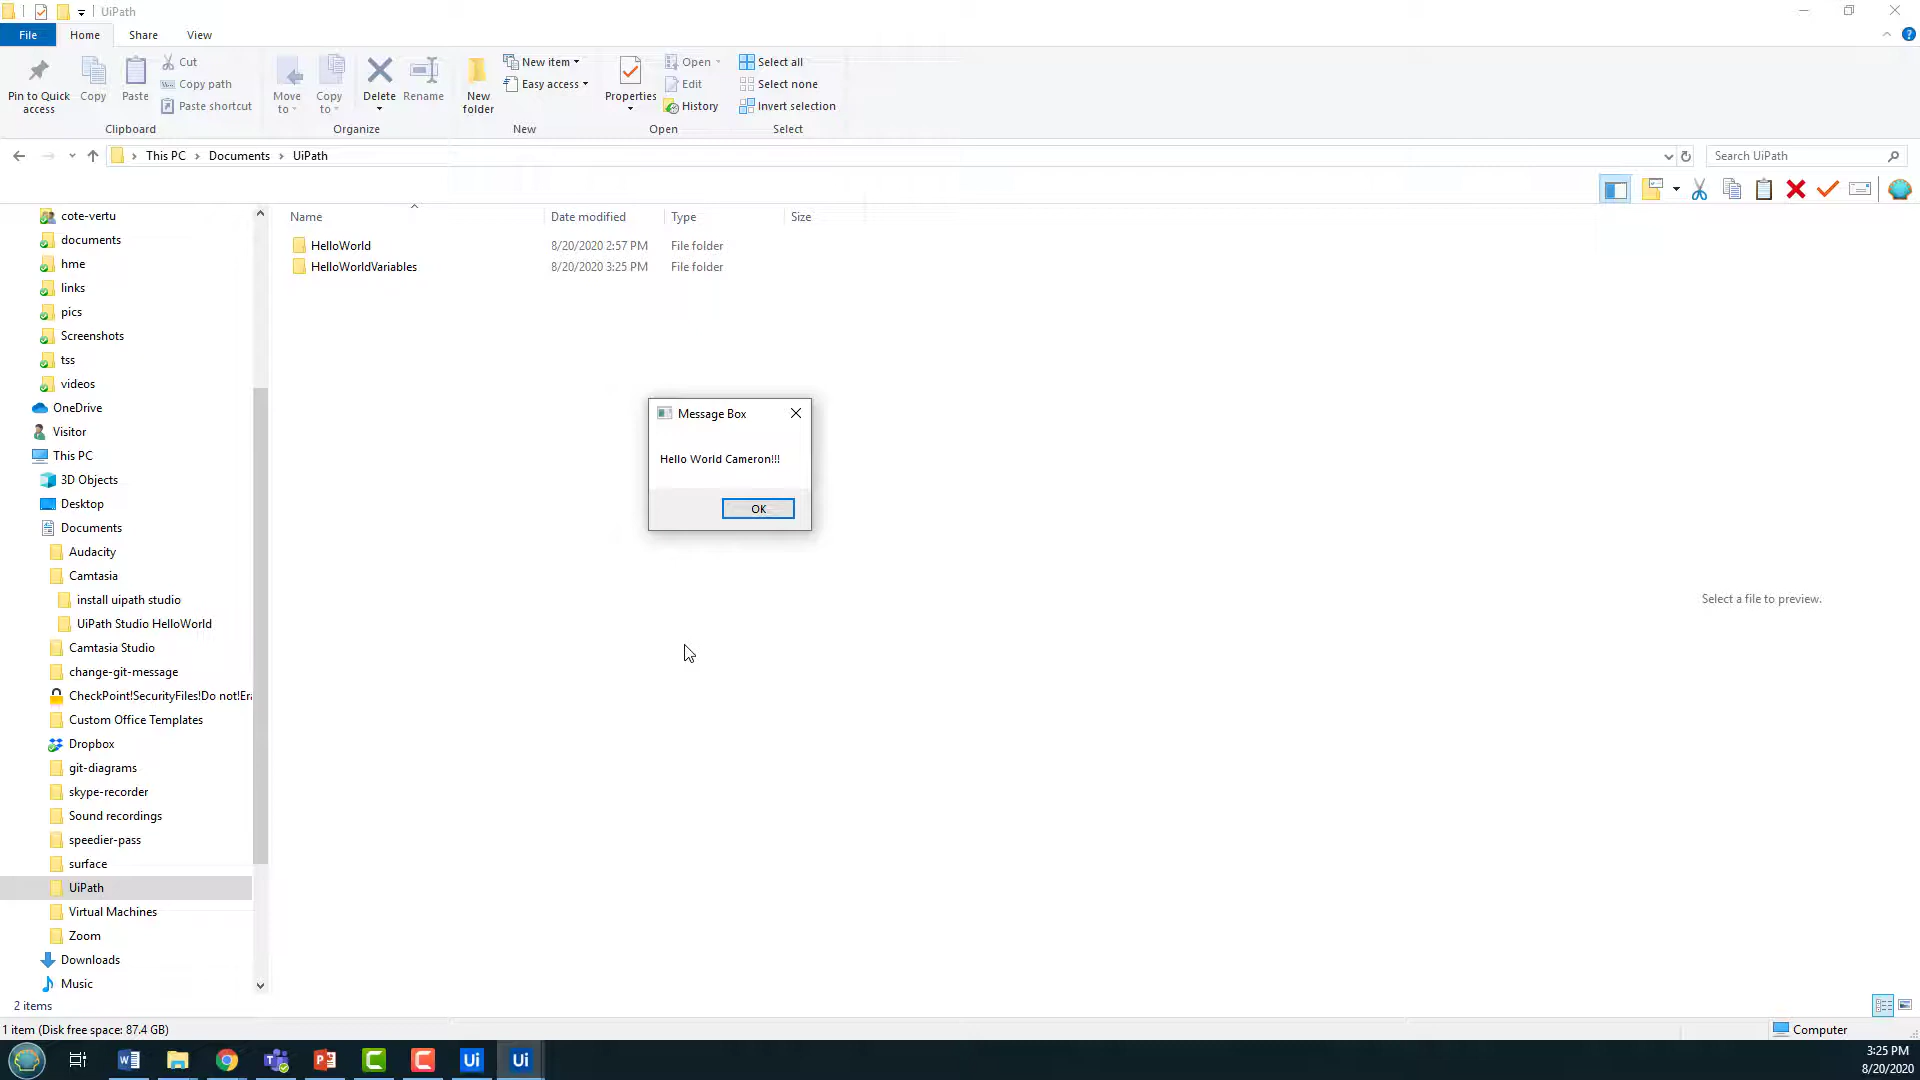 UiPath
File Home Share View
Pin to Quick access
Copy
Paste
Cut
Copy path
Paste shortcut
Clipboard
Move to
Copy to
Delete
Rename
Organize
New folder
New item
Easy access
New
Properties
Open
Edit
History
Open
Select all
Select none
Invert selection
Select
This PC Documents UiPath
Search UiPath
Name Date modified Type Size
HelloWorld 8/20/2020 2:57 PM File folder
HelloWorldVariables 8/20/2020 3:25 PM File folder
cote-vertu
documents
hme
links
pics
Screenshots
tss
videos
OneDrive
Visitor
This PC
3D Objects
Desktop
Documents
Audacity
Camtasia
install uipath studio
UiPath Studio HelloWorld
Camtasia Studio
change-git-message
CheckPoint!SecurityFiles!Do not!Era
Custom Office Templates
Dropbox
git-diagrams
skype-recorder
Sound recordings
speedier-pass
surface
UiPath
Virtual Machines
Zoom
Downloads
Music
Message Box
Hello World Cameron!!!
OK
Select a file to preview.
2 items
1 item (Disk free space: 87.4 GB)
Computer
Ui Ui
3:25 PM
8/20/2020